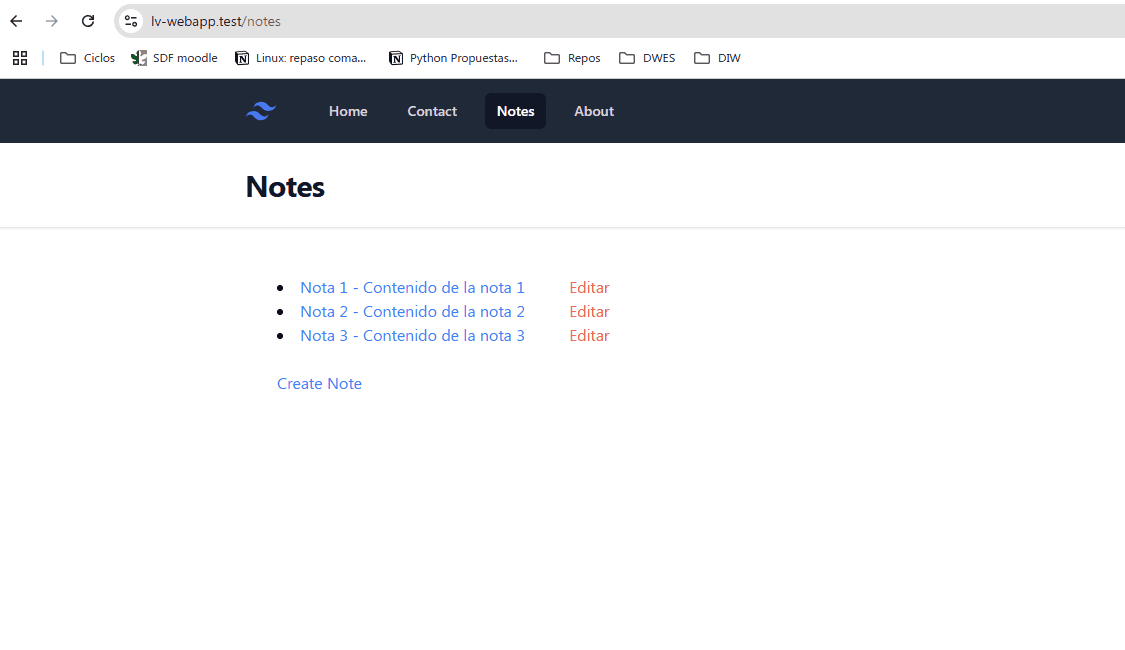 lv-webapp.test/notes
Ciclos SDF moodle Linux: repaso coma... Python Propuestas... Repos DWES DIW
Home Contact Notes About
Notes
Nota 1 - Contenido de la nota 1 Editar
Nota 2 - Contenido de la nota 2 Editar
Nota 3 - Contenido de la nota 3 Editar
Create Note